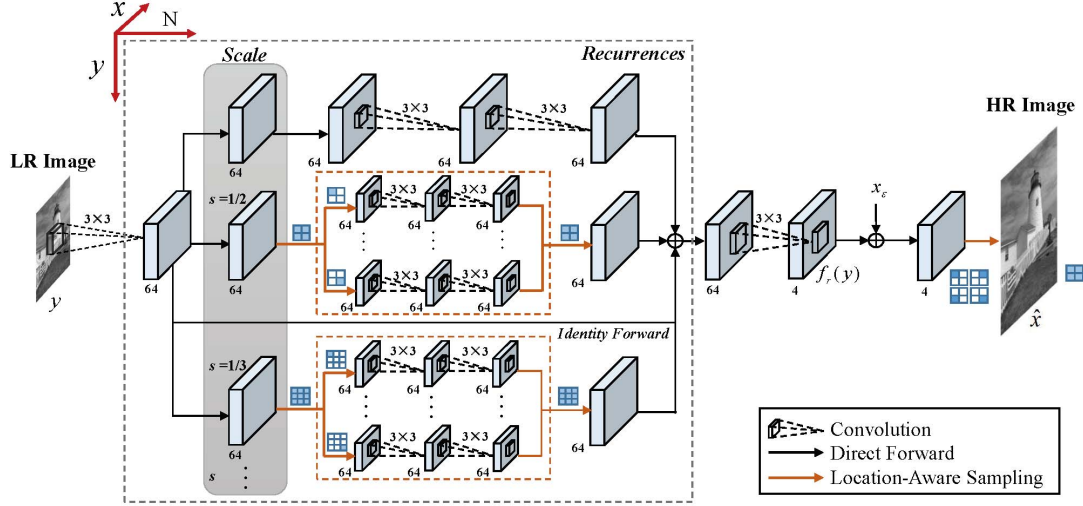 x
N
y
Scale
Recurrences
3×3
3×3
64
64
64
64
LR Image
3×3
y
64
s =1/2
64
3×3
3×3
64
64
64
3×3
3×3
64
64
64
64
Identity Forward
s =1/3
64
3×3
3×3
64
64
64
3×3
3×3
64
64
64
64
s
3×3
64
4
f_r(y)
x_ε
4
HR Image
x̂
Convolution
Direct Forward
Location-Aware Sampling